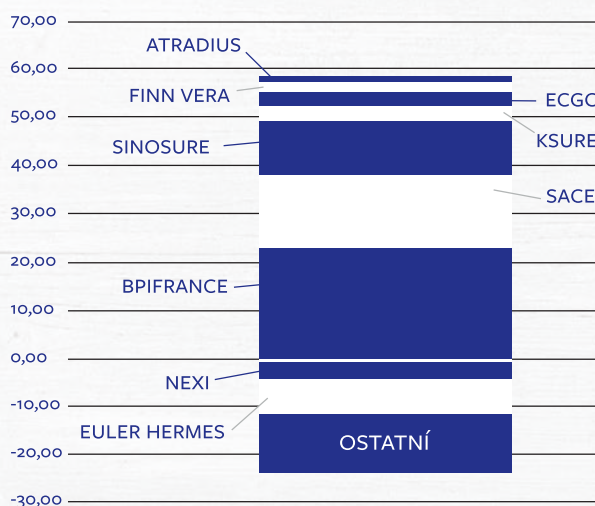 70,00
ATRADIUS
60,00
FINN VERA
ECGC
50,00
KSURE
SINOSURE
40,00
SACE
30,00
20,00
BPIFRANCE
10,00
0,00
NEXI
-10,00
EULER HERMES
OSTATNÍ
-20,00
-30,00